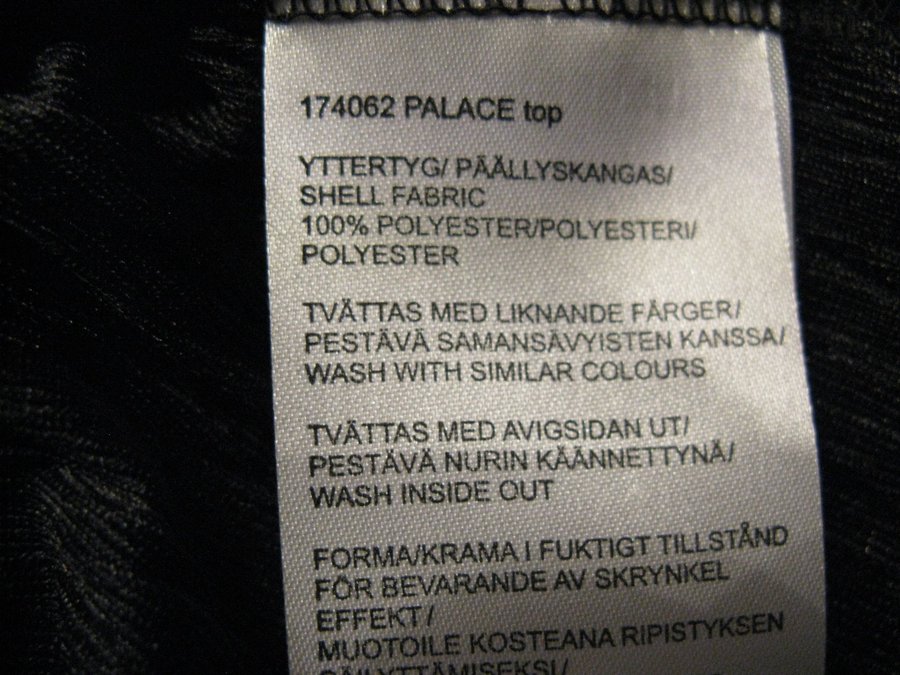 174062 PALACE top
YTTERTYG/ PÄÄLLYSKANGAS/
SHELL FABRIC
100% POLYESTER/POLYESTERI/
POLYESTER
TVÄTTAS MED LIKNANDE FÄRGER/
PESTÄVÄ SAMANSÄVYISTEN KANSSA/
WASH WITH SIMILAR COLOURS
TVÄTTAS MED AVIGSIDAN UT/
PESTÄVÄ NURIN KÄÄNNETTYNÄ/
WASH INSIDE OUT
FORMA/KRAMA I FUKTIGT TILLSTÅND
FÖR BEVARANDE AV SKRYNKEL
EFFEKT/
MUOTOILE KOSTEANA RIPISTYKSEN
SÄILYTTÄMISEKSI/